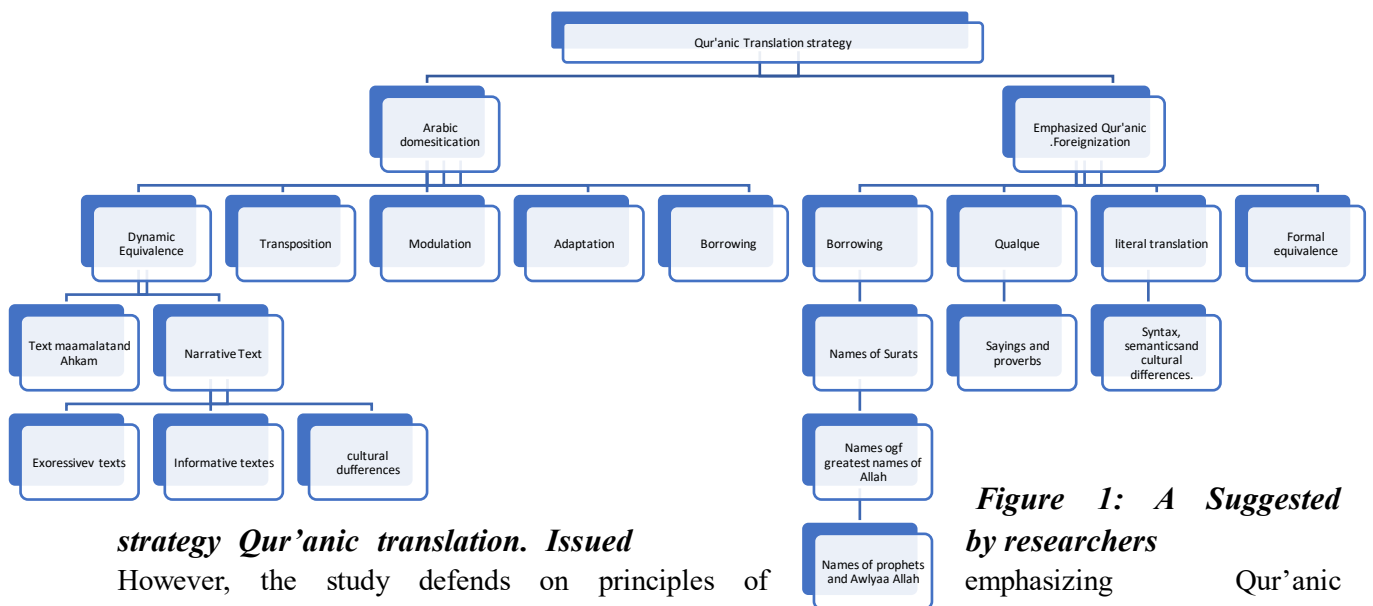 Qur'anic Translation strategy
Arabic
domesitication
Emphasized Qur'anic
.Foreignization
Dynamic
Equivalence
Transposition
Modulation
Adaptation
Borrowing
Borrowing
Qualque
literal translation
Formal
equivalence
Text maamalatand
Ahkam
Narrative Text
Names of Surats
Sayings and
proverbs
Syntax,
semanticsand
cultural
differences.
Exoressivev texts
Informative textes
cultural
dufferences
Names ogf
greatest names of
Allah
Names of prophets
and Awlyaa Allah
Figure 1: A Suggested
strategy Qur’anic translation. Issued by researchers
However, the study defends on principles of emphasizing Qur’anic